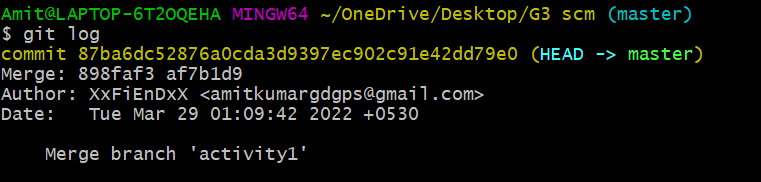 Amit@LAPTOP-6T2OQEHA MINGW64 ~/OneDrive/Desktop/G3 scm (master)
$ git log
commit 87ba6dc52876a0cda3d9397ec902c91e42dd79e0 (HEAD -> master)
Merge: 898faf3 af7b1d9
Author: XxFiEnDxX <amitkumargdgps@gmail.com>
Date:   Tue Mar 29 01:09:42 2022 +0530
    Merge branch 'activity1'